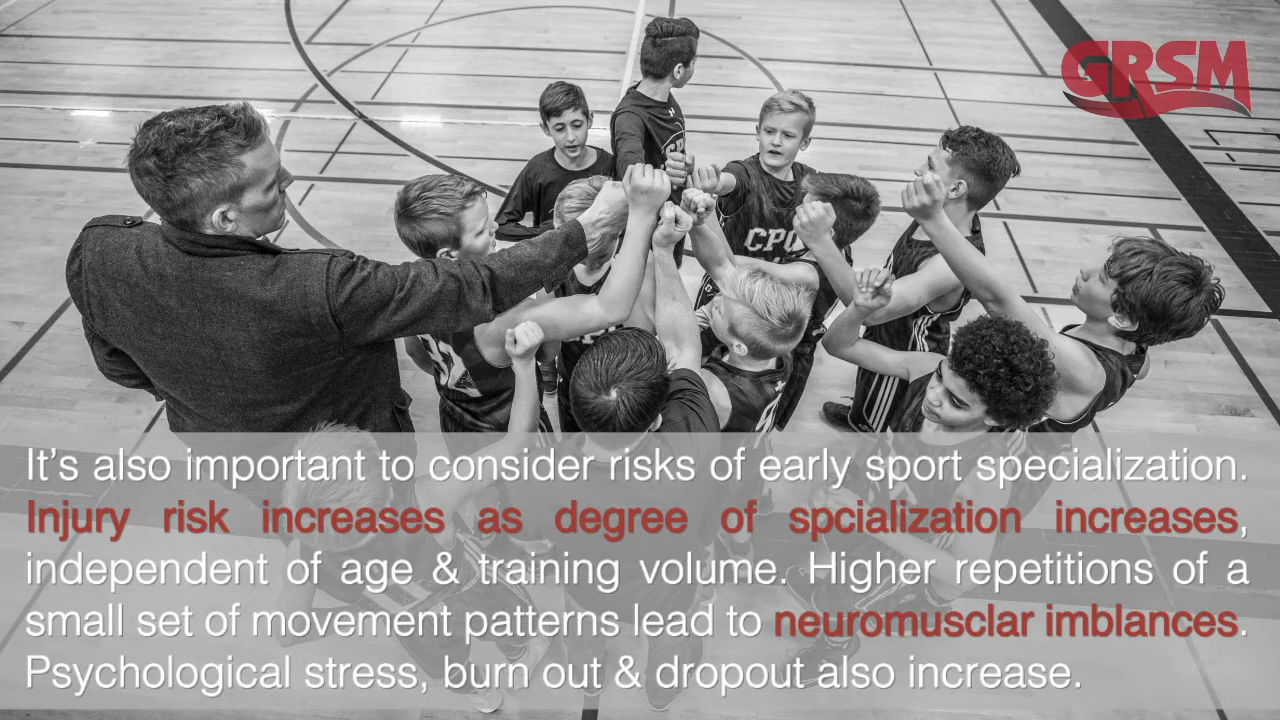 GRSM
CPO
It's also important to consider risks of early sport specialization.
Injury risk increases as degree of spcialization increases,
independent of age & training volume. Higher repetitions of a
small set of movement patterns lead to neuromusclar imblances.
Psychological stress, burn out & dropout also increase.